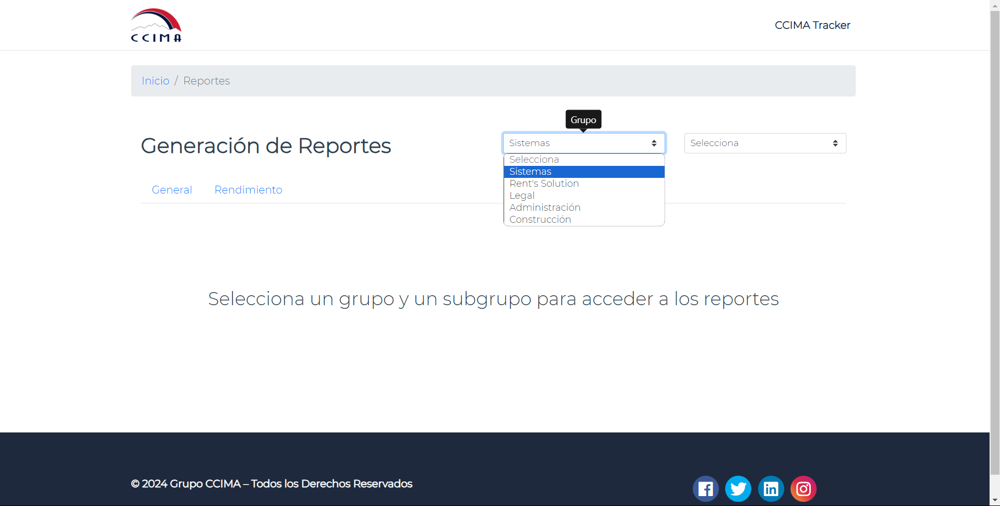 CCIMA
CCIMA Tracker
Inicio / Reportes
Grupo
Generación de Reportes
Sistemas
Selecciona
Selecciona
Sistemas
Rent's Solution
Legal
Administración
Construcción
General Rendimiento
Selecciona un grupo y un subgrupo para acceder a los reportes
© 2024 Grupo CCIMA – Todos los Derechos Reservados